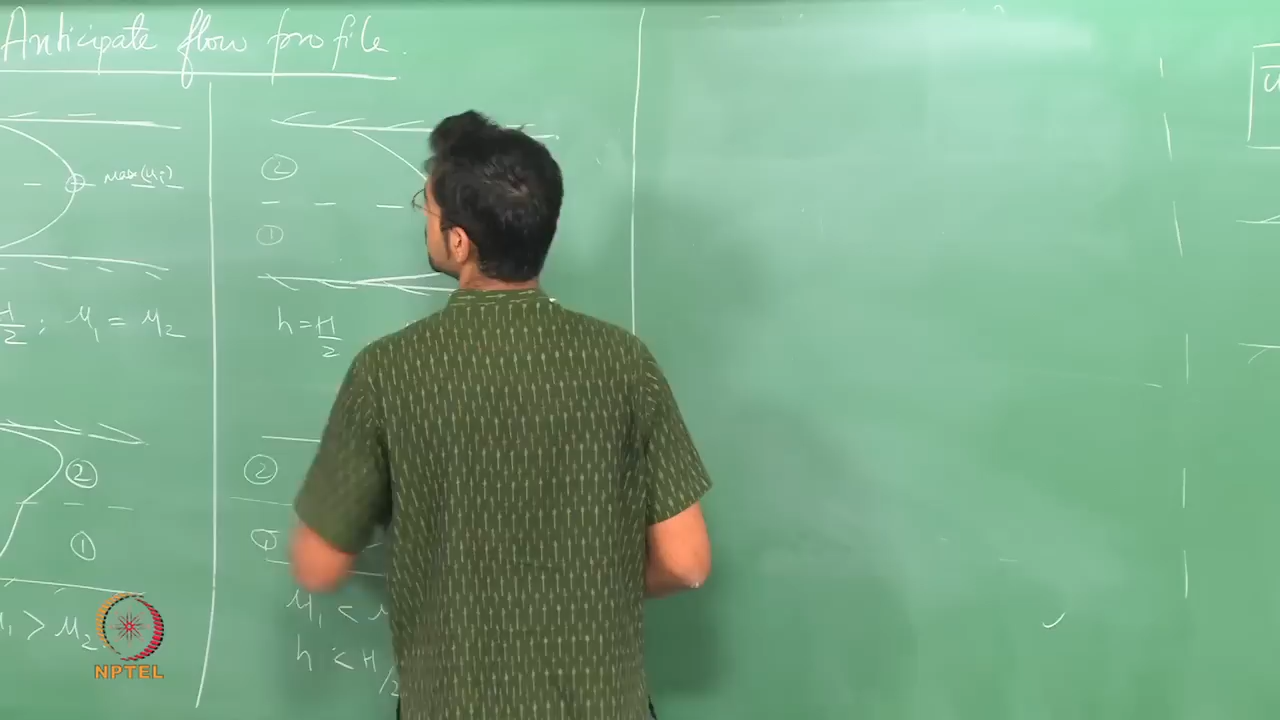 Anticipate flow profile.
max(u_i)
②
①
H/2 ; μ₁ = μ₂
h = H/2
②
①
②
①
μ₁ > μ₂
μ₁ <
h < H/2
NPTEL